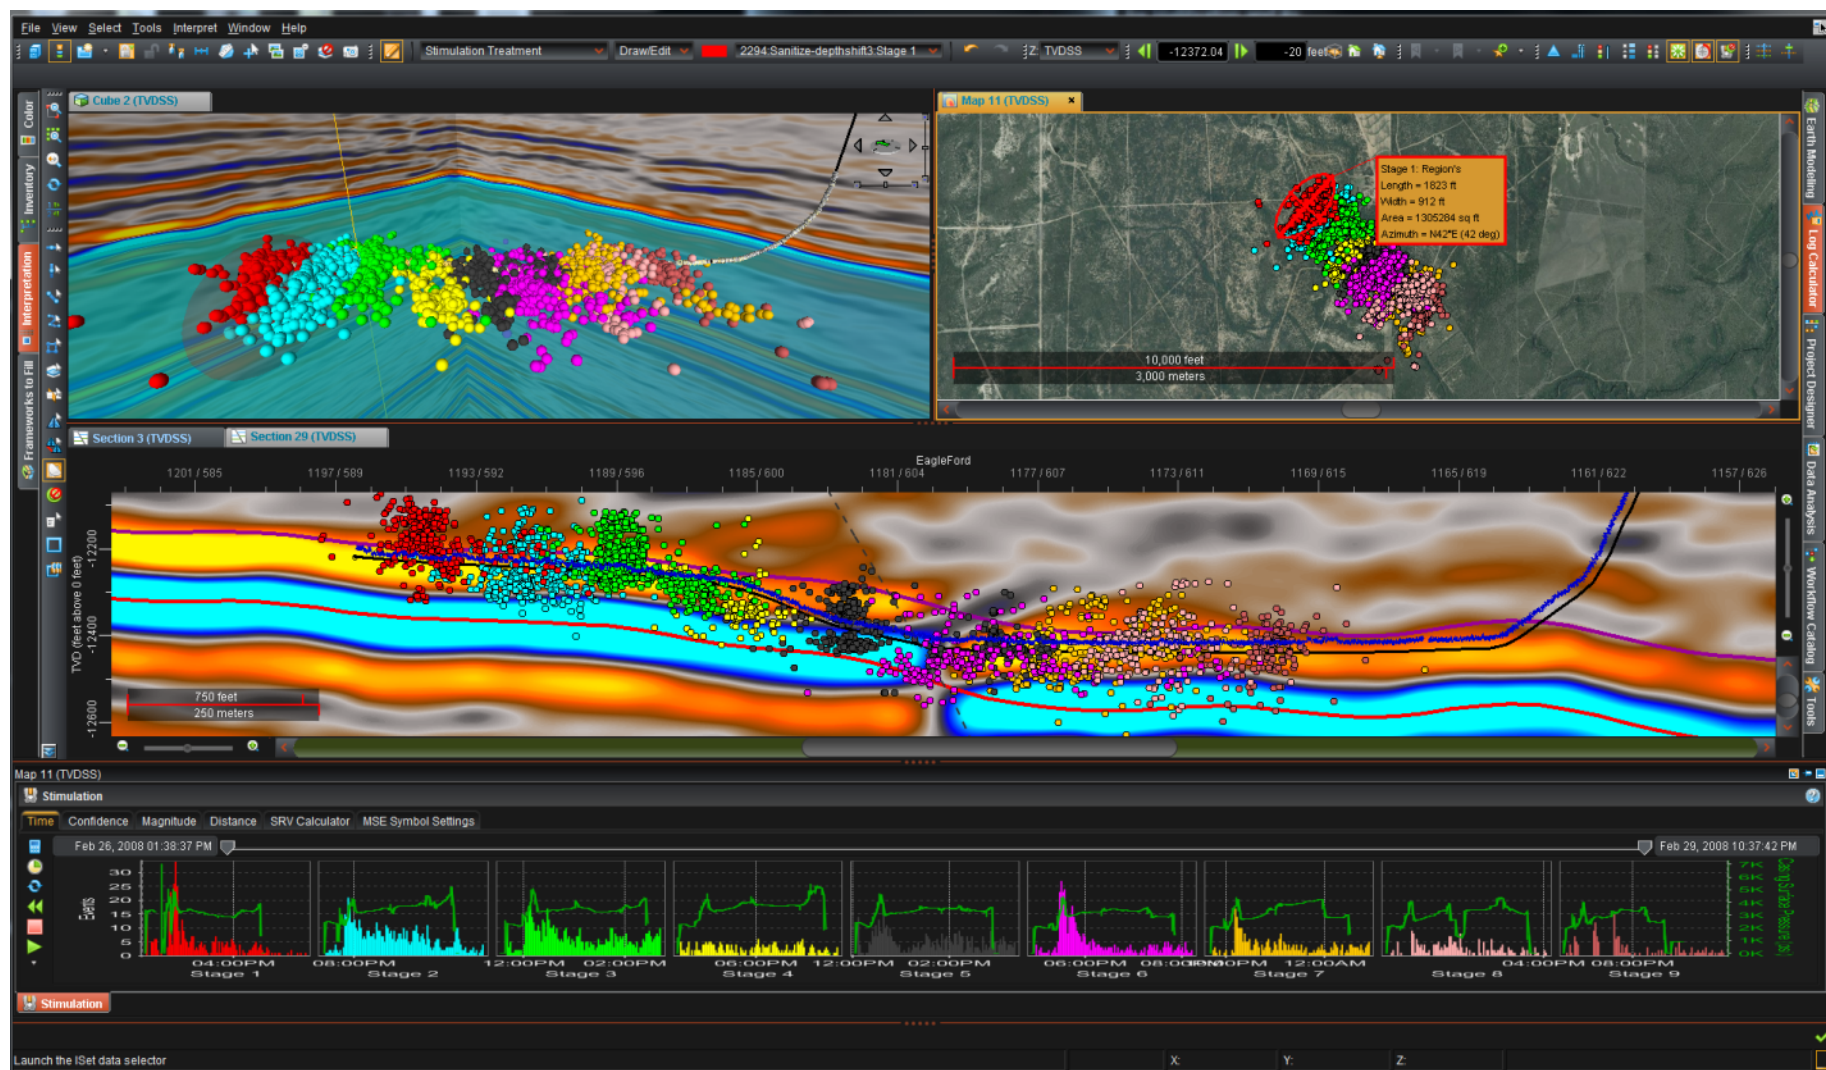 File View Select Tools Interpret Window Help
Stimulation Treatment Draw/Edit 2294:Sanitize-depthshift3:Stage 1 Z: TVDSS -12372.04 -20 feet
Color
Inventory
Interpretation
Frameworks to Fill
Cube 2 (TVDSS)
Map 11 (TVDSS)
Stage 1: Region's
Length = 1823 ft
Width = 912 ft
Area = 1305284 sq ft
Azimuth = N42°E (42 deg)
10,000 feet
3,000 meters
Earth Modeling
Log Calculator
Project Designer
Data Analysis
Workflow Catalog
Tools
Section 3 (TVDSS) Section 29 (TVDSS)
EagleFord
1201 / 585 1197 / 589 1193 / 592 1189 / 596 1185 / 600 1181 / 604 1177 / 607 1173 / 611 1169 / 615 1165 / 619 1161 / 622 1157 / 626
TVD (feet above 0 feet)
-12200
-12400
-12600
750 feet
250 meters
Map 11 (TVDSS)
Stimulation
Time Confidence Magnitude Distance SRV Calculator MSE Symbol Settings
Feb 26, 2008 01:38:37 PM Feb 29, 2008 10:37:42 PM
Events
30
25
20
15
10
5
0
7K
6K
5K
4K
3K
2K
1K
0K
Casing Surface Pressure (psi)
04:00PM 08:00PM 12:00PM 02:00PM 06:00PM 12:00PM 02:00PM 06:00PM 12:00AM 04:00PM 08:00PM
Stage 1 Stage 2 Stage 3 Stage 4 Stage 5 Stage 6 Stage 7 Stage 8 Stage 9
Stimulation
Launch the ISet data selector
X: Y: Z: